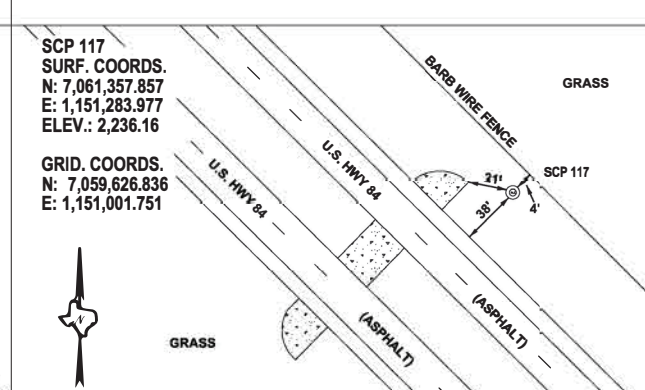 SCP 117
SURF. COORDS.
N: 7,061,357.857
E: 1,151,283.977
ELEV.: 2,236.16
GRID. COORDS.
N: 7,059,626.836
E: 1,151,001.751
BARB WIRE FENCE
GRASS
U.S. HWY 84
U.S. HWY 84
SCP 117
21'
38'
4'
(ASPHALT)
(ASPHALT)
GRASS
N